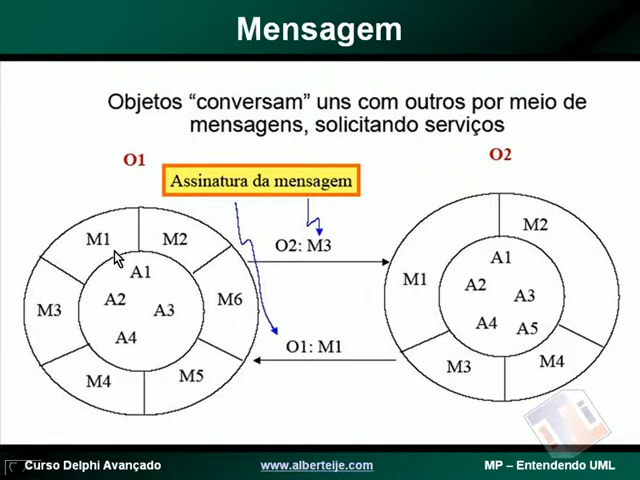 Mensagem
Objetos “conversam” uns com outros por meio de
mensagens, solicitando serviços
O1
O2
Assinatura da mensagem
M1
M2
M3
M4
M5
M6
A1
A2
A3
A4
O2: M3
O1: M1
M1
M2
M3
M4
A1
A2
A3
A4
A5
Curso Delphi Avançado
www.alberteije.com
MP – Entendendo UML